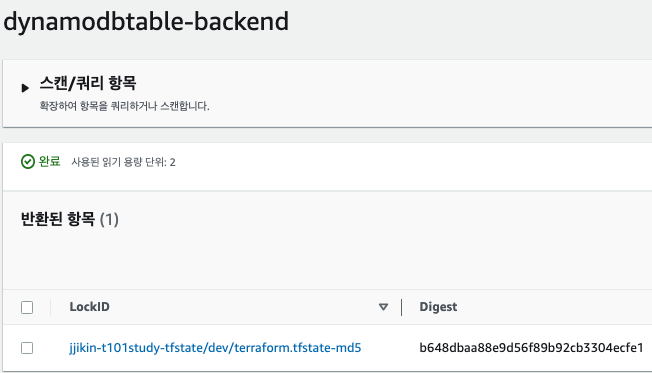 dynamodbtable-backend
스캔/쿼리 항목
확장하여 항목을 쿼리하거나 스캔합니다.
완료 사용된 읽기 용량 단위: 2
반환된 항목 (1)
LockID Digest
jjikin-t101study-tfstate/dev/terraform.tfstate-md5 b648dbaa88e9d56f89b92cb3304ecfe1